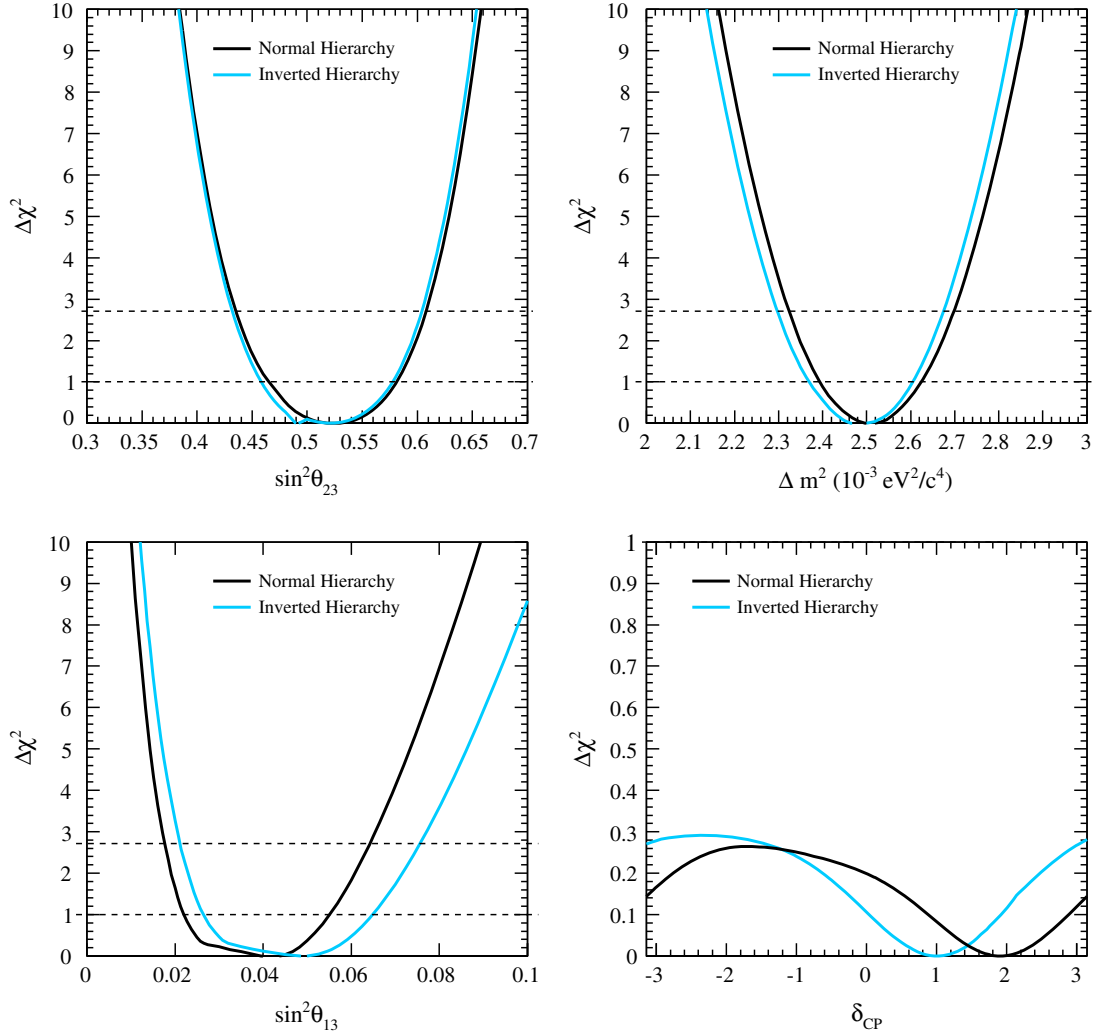 10
9
8
7
6
5
4
3
2
1
0
Δχ²
Normal Hierarchy
Inverted Hierarchy
0.3 0.35 0.4 0.45 0.5 0.55 0.6 0.65 0.7
sin²θ₂₃
10
9
8
7
6
5
4
3
2
1
0
Δχ²
Normal Hierarchy
Inverted Hierarchy
2 2.1 2.2 2.3 2.4 2.5 2.6 2.7 2.8 2.9 3
Δ m² (10⁻³ eV²/c⁴)
10
9
8
7
6
5
4
3
2
1
0
Δχ²
Normal Hierarchy
Inverted Hierarchy
0 0.02 0.04 0.06 0.08 0.1
sin²θ₁₃
1
0.9
0.8
0.7
0.6
0.5
0.4
0.3
0.2
0.1
0
Δχ²
Normal Hierarchy
Inverted Hierarchy
-3 -2 -1 0 1 2 3
δ_CP